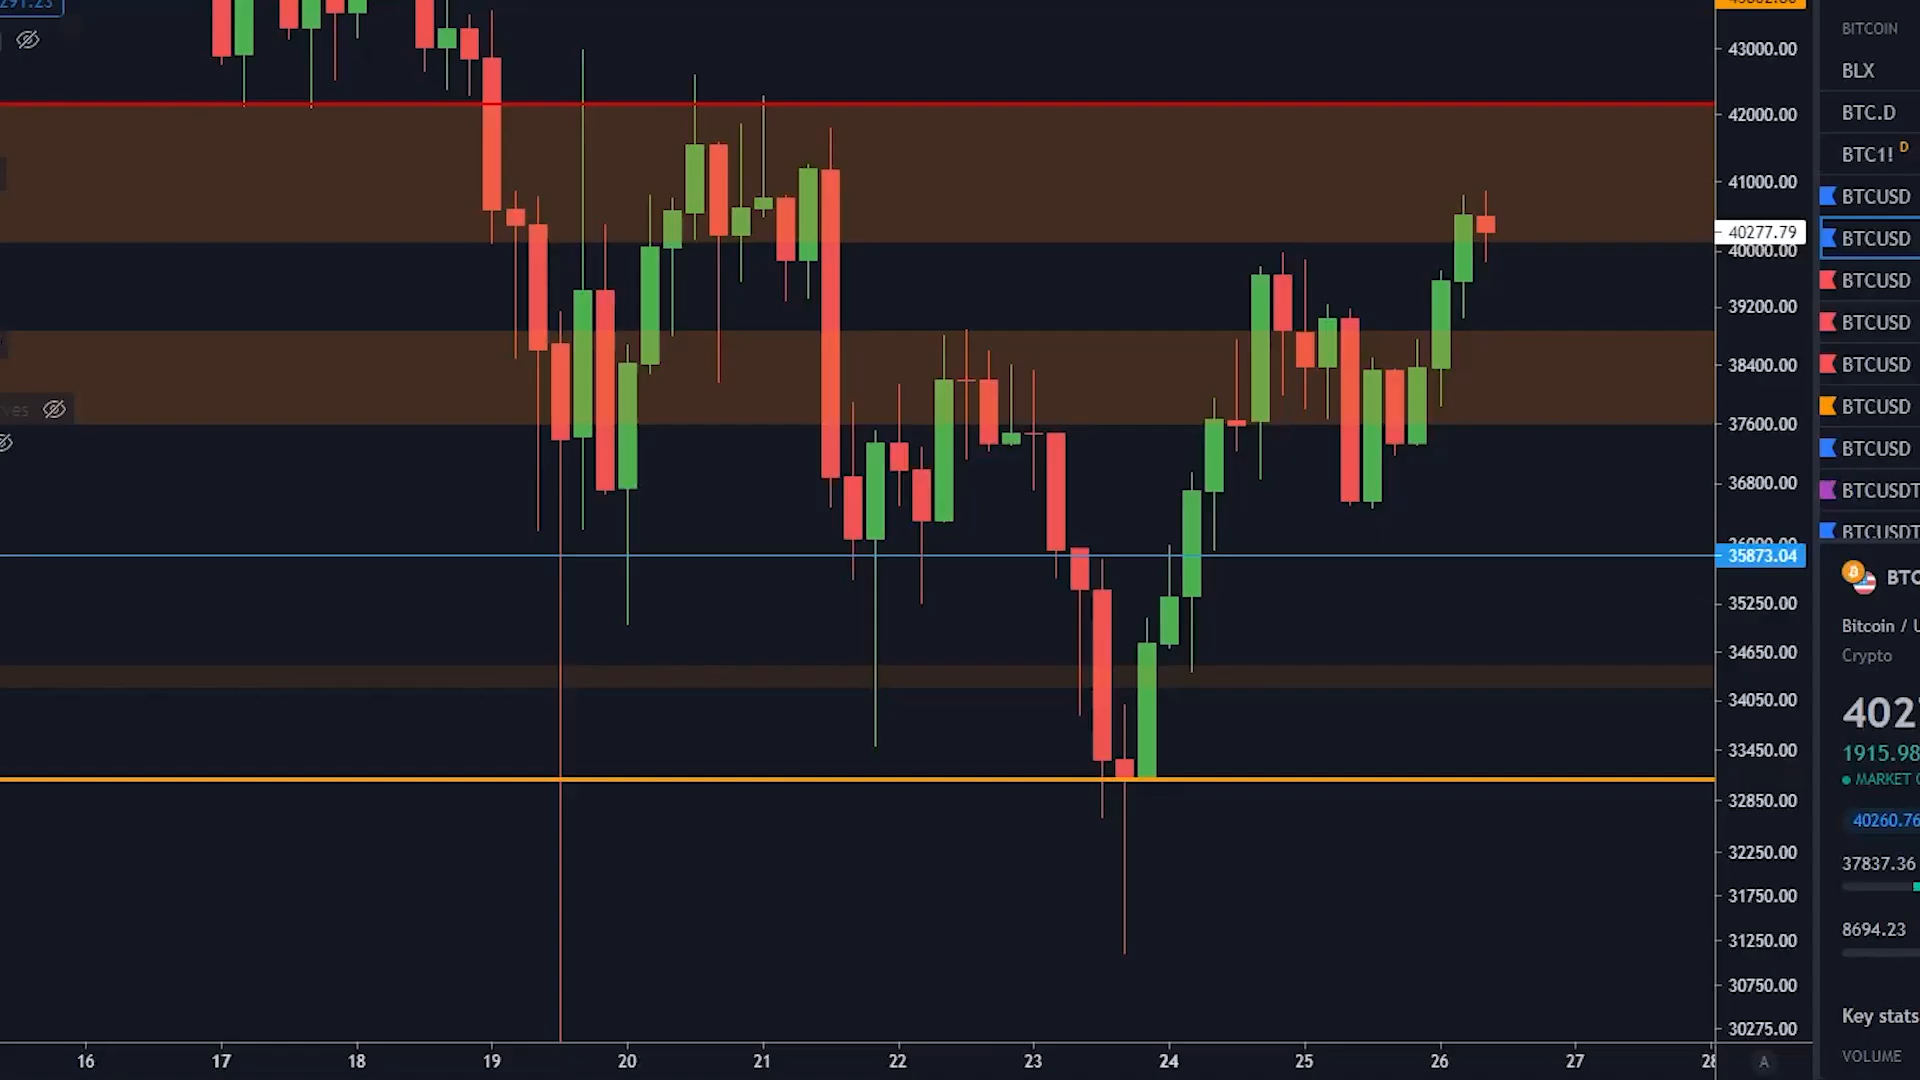 43000.00
42000.00
41000.00
40277.79
40000.00
39200.00
38400.00
37600.00
36800.00
35873.04
35250.00
34650.00
34050.00
33450.00
32850.00
32250.00
31750.00
31250.00
30750.00
30275.00
16 17 18 19 20 21 22 23 24 25 26 27
A
BITCOIN
BLX
BTC.D
BTC1! D
BTCUSD
BTCUSD
BTCUSD
BTCUSD
BTCUSD
BTCUSD
BTCUSD
BTCUSDT
BTCUSDT
BTC
Bitcoin /
Crypto
402
1915.98
MARKET
40260.76
37837.36
8694.23
Key stats
VOLUME